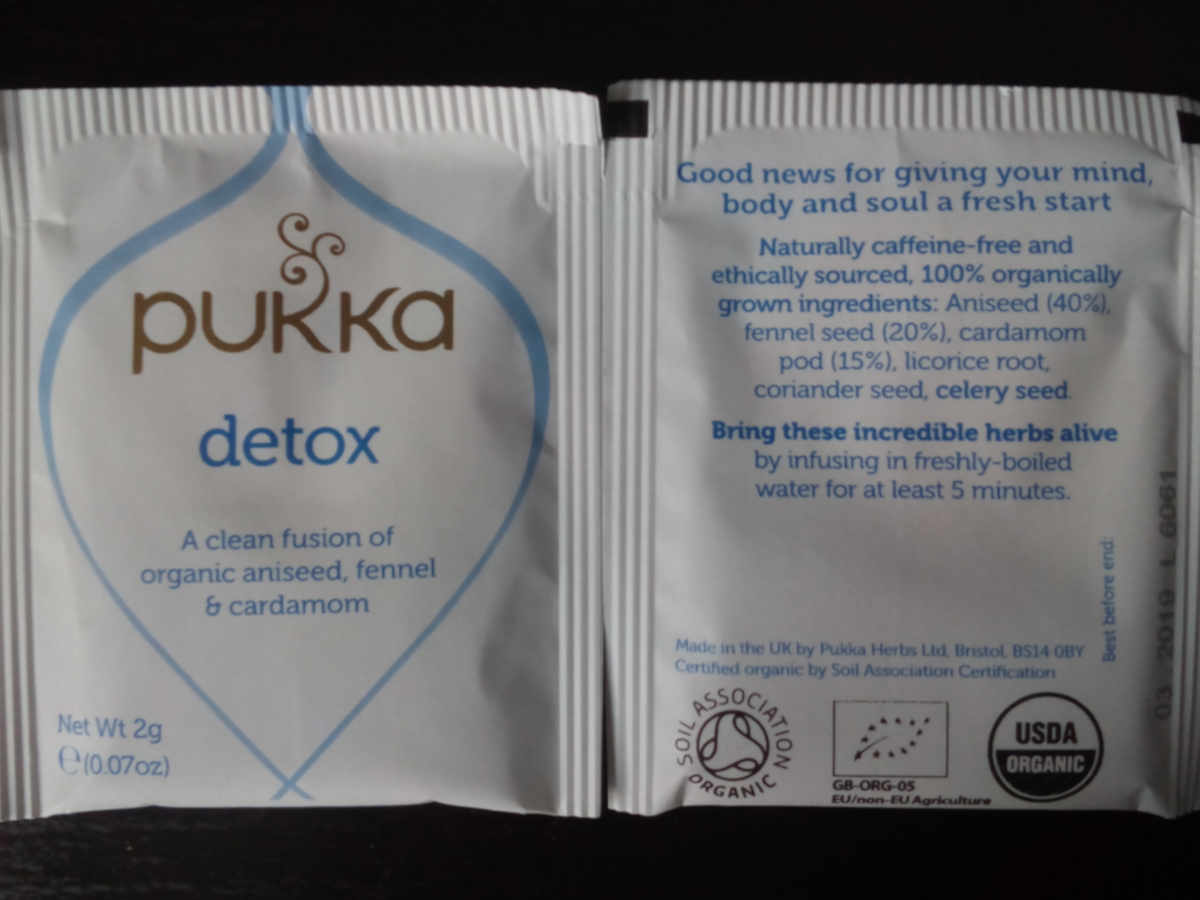 pukka
detox
A clean fusion of
organic aniseed, fennel
& cardamom
Net Wt 2g
℮ (0.07oz)
Good news for giving your mind,
body and soul a fresh start
Naturally caffeine-free and
ethically sourced, 100% organically
grown ingredients: Aniseed (40%),
fennel seed (20%), cardamom
pod (15%), licorice root,
coriander seed, celery seed.
Bring these incredible herbs alive
by infusing in freshly-boiled
water for at least 5 minutes.
Best before end:
03 2019 L 6061
Made in the UK by Pukka Herbs Ltd, Bristol, BS14 0BY
Certified organic by Soil Association Certification
SOIL ASSOCIATION
ORGANIC
GB-ORG-05
EU/non-EU Agriculture
USDA
ORGANIC